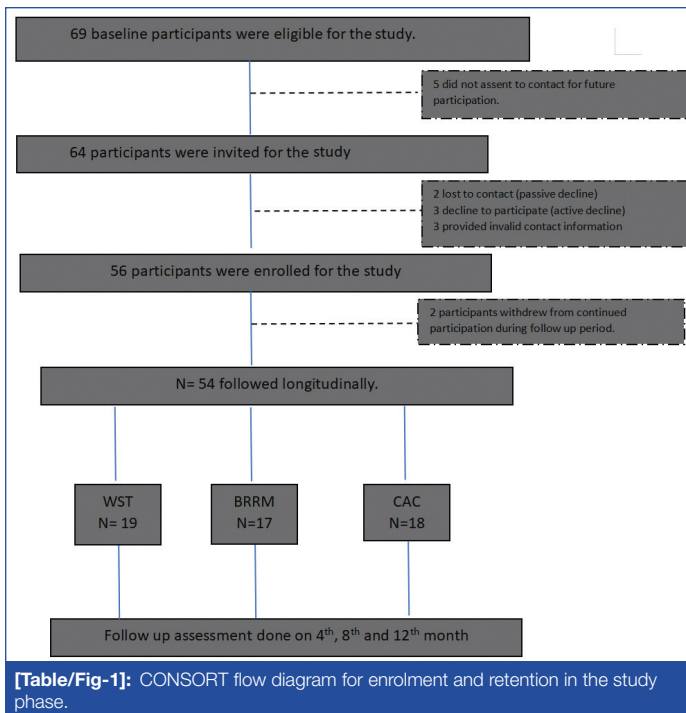 69 baseline participants were eligible for the study.
5 did not assent to contact for future
participation.
64 participants were invited for the study
2 lost to contact (passive decline)
3 decline to participate (active decline)
3 provided invalid contact information
56 participants were enrolled for the study
2 participants withdrew from continued
participation during follow up period.
N= 54 followed longitudinally.
WST
N= 19
BRRM
N=17
CAC
N=18
Follow up assessment done on 4th, 8th and 12th month
[Table/Fig-1]: CONSORT flow diagram for enrolment and retention in the study
phase.